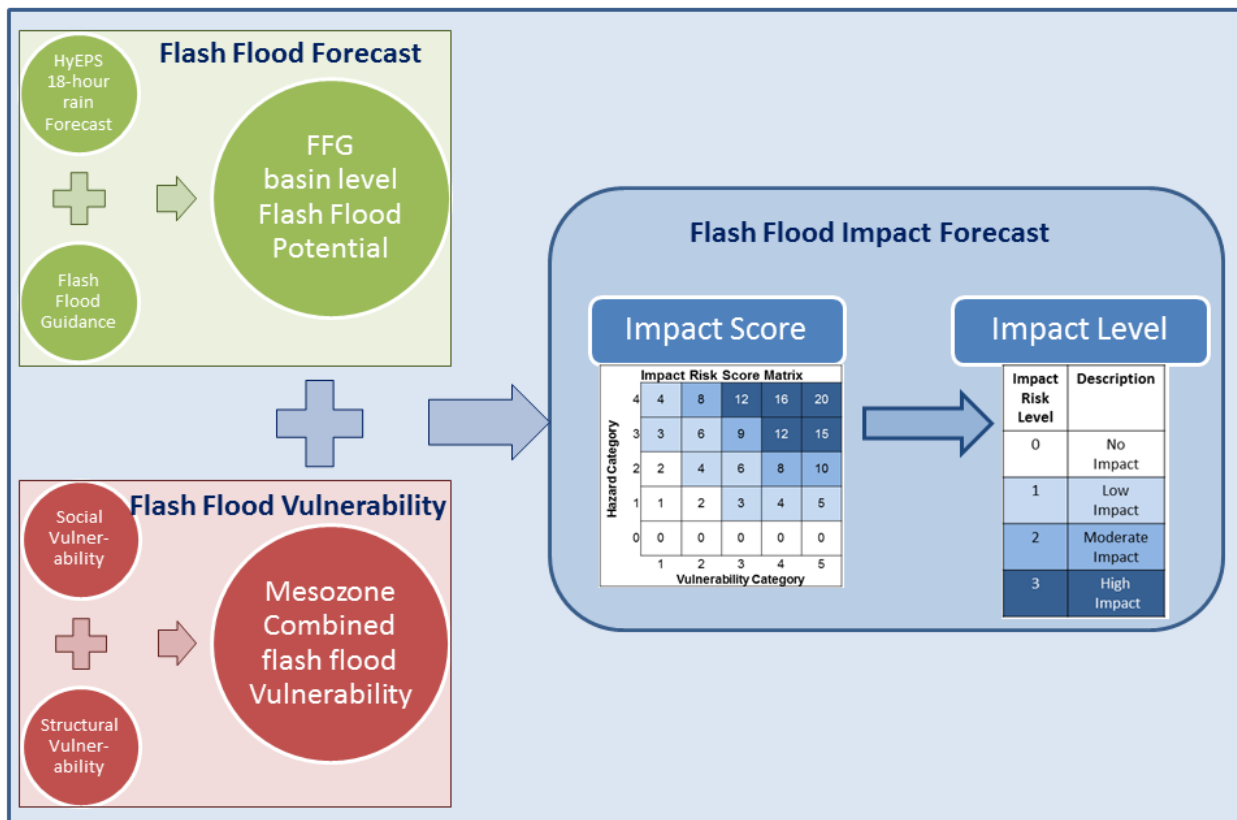 Flash Flood Forecast
HyEPS
18-hour
rain
Forecast
Flash
Flood
Guidance
FFG
basin level
Flash Flood
Potential
Flash Flood Vulnerability
Social
Vulner-
ability
Structural
Vulner-
ability
Mesozone
Combined
flash flood
Vulnerability
Flash Flood Impact Forecast
Impact Score
Impact Risk Score Matrix
Hazard Category
4 4 8 12 16 20
3 3 6 9 12 15
2 2 4 6 8 10
1 1 2 3 4 5
0 0 0 0 0 0
1 2 3 4 5
Vulnerability Category
Impact Level
Impact Description
Risk
Level
0 No
Impact
1 Low
Impact
2 Moderate
Impact
3 High
Impact